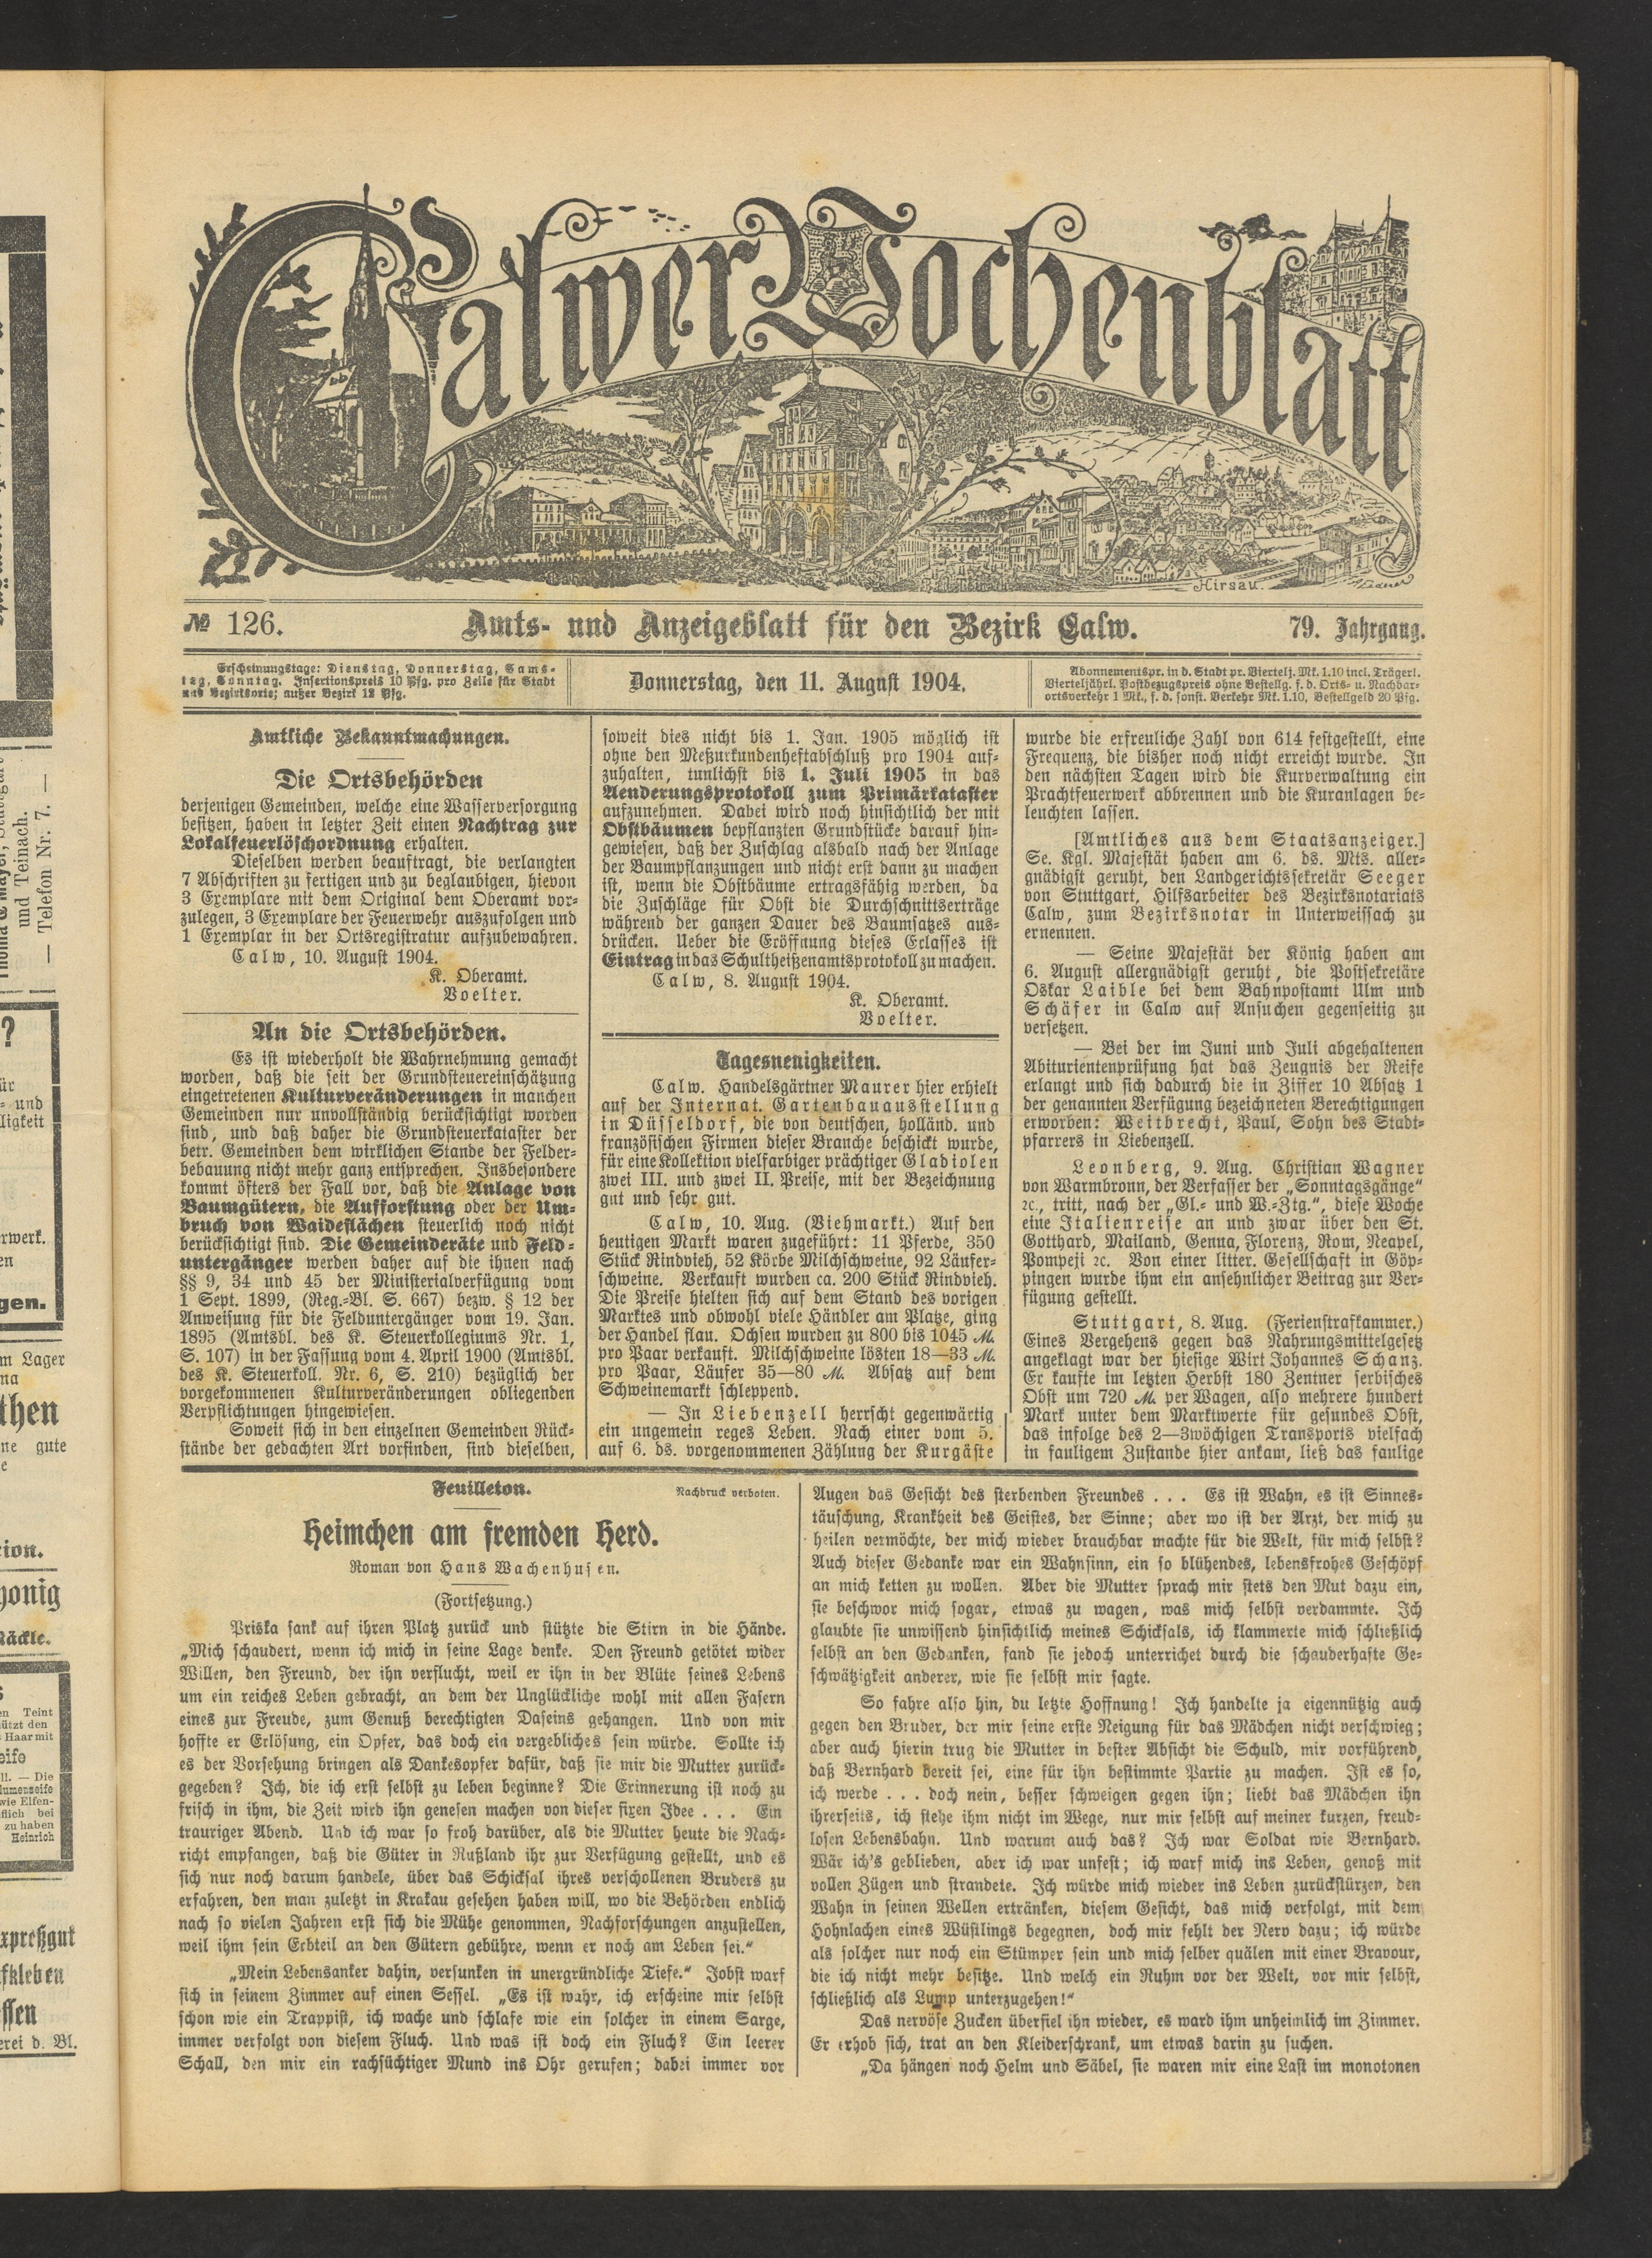 Calwer Wochenblatt
Hirsau.
№ 126.
Amts- und Anzeigeblatt für den Bezirk Calw.
79. Jahrgang.
Erscheinungstage: Dienstag, Donnerstag, Sams-
tag, Sonntag. Insertionspreis 10 Pfg. pro Zeile für Stadt
und Bezirksorte; außer Bezirk 12 Pfg.
Donnerstag, den 11. August 1904.
Abonnementspr. in d. Stadt pr. Viertelj. Mk. 1.10 incl. Trägerl.
Vierteljährl. Postbezugspreis ohne Bestellg. f. d. Orts- u. Nachbar-
ortsverkehr 1 Mk., f. d. sonst. Verkehr Mk. 1.10, Bestellgeld 20 Pfg.
Amtliche Bekanntmachungen.
Die Ortsbehörden
derjenigen Gemeinden, welche eine Wasserversorgung
besitzen, haben in letzter Zeit einen Nachtrag zur
Lokalfeuerlöschordnung erhalten.
Dieselben werden beauftragt, die verlangten
7 Abschriften zu fertigen und zu beglaubigen, hievon
3 Exemplare mit dem Original dem Oberamt vor-
zulegen, 3 Exemplare der Feuerwehr auszufolgen und
1 Exemplar in der Ortsregistratur aufzubewahren.
Calw, 10. August 1904.
K. Oberamt.
Voelter.
An die Ortsbehörden.
Es ist wiederholt die Wahrnehmung gemacht
worden, daß die seit der Grundsteuereinschätzung
eingetretenen Kulturveränderungen in manchen
Gemeinden nur unvollständig berücksichtigt worden
sind, und daß daher die Grundsteuerkataster der
betr. Gemeinden dem wirklichen Stande der Felder-
bebauung nicht mehr ganz entsprechen. Insbesondere
kommt öfters der Fall vor, daß die Anlage von
Baumgütern, die Aufforstung oder der Um-
bruch von Waideflächen steuerlich noch nicht
berücksichtigt sind. Die Gemeinderäte und Feld-
untergänger werden daher auf die ihnen nach
§§ 9, 34 und 45 der Ministerialverfügung vom
1 Sept. 1899, (Reg.-Bl. S. 667) bezw. § 12 der
Anweisung für die Felduntergänger vom 19. Jan.
1895 (Amtsbl. des K. Steuerkollegiums Nr. 1,
S. 107) in der Fassung vom 4. April 1900 (Amtsbl.
des K. Steuerkoll. Nr. 6, S. 210) bezüglich der
vorgekommenen Kulturveränderungen obliegenden
Verpflichtungen hingewiesen.
Soweit sich in den einzelnen Gemeinden Rück-
stände der gedachten Art vorfinden, sind dieselben,
soweit dies nicht bis 1. Jan. 1905 möglich ist
ohne den Meßurkundenheftabschluß pro 1904 auf-
zuhalten, tunlichst bis 1. Juli 1905 in das
Aenderungsprotokoll zum Primärkataster
aufzunehmen. Dabei wird noch hinsichtlich der mit
Obstbäumen bepflanzten Grundstücke darauf hin-
gewiesen, daß der Zuschlag alsbald nach der Anlage
der Baumpflanzungen und nicht erst dann zu machen
ist, wenn die Obstbäume ertragsfähig werden, da
die Zuschläge für Obst die Durchschnittserträge
während der ganzen Dauer des Baumsatzes aus-
drücken. Ueber die Eröffnung dieses Erlasses ist
Eintrag in das Schultheißenamtsprotokoll zu machen.
Calw, 8. August 1904.
K. Oberamt.
Voelter.
Tagesneuigkeiten.
Calw. Handelsgärtner Maurer hier erhielt
auf der Internat. Gartenbauausstellung
in Düsseldorf, die von deutschen, holländ. und
französischen Firmen dieser Branche beschickt wurde,
für eine Kollektion vielfarbiger prächtiger Gladiolen
zwei III. und zwei II. Preise, mit der Bezeichnung
gut und sehr gut.
Calw, 10. Aug. (Viehmarkt.) Auf den
heutigen Markt waren zugeführt: 11 Pferde, 350
Stück Rindvieh, 52 Körbe Milchschweine, 92 Läufer-
schweine. Verkauft wurden ca. 200 Stück Rindvieh.
Die Preise hielten sich auf dem Stand des vorigen
Marktes und obwohl viele Händler am Platze, ging
der Handel flau. Ochsen wurden zu 800 bis 1045 M.
pro Paar verkauft. Milchschweine lösten 18—33 M.
pro Paar, Läufer 35—80 M. Absatz auf dem
Schweinemarkt schleppend.
— In Liebenzell herrscht gegenwärtig
ein ungemein reges Leben. Nach einer vom 5.
auf 6. ds. vorgenommenen Zählung der Kurgäste
wurde die erfreuliche Zahl von 614 festgestellt, eine
Frequenz, die bisher noch nicht erreicht wurde. In
den nächsten Tagen wird die Kurverwaltung ein
Prachtfeuerwerk abbrennen und die Kuranlagen be-
leuchten lassen.
[Amtliches aus dem Staatsanzeiger.]
Se. Kgl. Majestät haben am 6. ds. Mts. aller-
gnädigst geruht, den Landgerichtssekretär Seeger
von Stuttgart, Hilfsarbeiter des Bezirksnotariats
Calw, zum Bezirksnotar in Unterweissach zu
ernennen.
— Seine Majestät der König haben am
6. August allergnädigst geruht, die Postsekretäre
Oskar Laible bei dem Bahnpostamt Ulm und
Schäfer in Calw auf Ansuchen gegenseitig zu
versetzen.
— Bei der im Juni und Juli abgehaltenen
Abiturientenprüfung hat das Zeugnis der Reife
erlangt und sich dadurch die in Ziffer 10 Absatz 1
der genannten Verfügung bezeichneten Berechtigungen
erworben: Weitbrecht, Paul, Sohn des Stadt-
pfarrers in Liebenzell.
Leonberg, 9. Aug. Christian Wagner
von Warmbronn, der Verfasser der „Sonntagsgänge“
ꝛc., tritt, nach der „Gl.- und W.-Ztg.“, diese Woche
eine Italienreise an und zwar über den St.
Gotthard, Mailand, Genua, Florenz, Rom, Neapel,
Pompeji ꝛc. Von einer litter. Gesellschaft in Göp-
pingen wurde ihm ein ansehnlicher Beitrag zur Ver-
fügung gestellt.
Stuttgart, 8. Aug. (Ferienstrafkammer.)
Eines Vergehens gegen das Nahrungsmittelgesetz
angeklagt war der hiesige Wirt Johannes Schanz.
Er kaufte im letzten Herbst 180 Zentner serbisches
Obst um 720 M. per Wagen, also mehrere hundert
Mark unter dem Marktwerte für gesundes Obst,
das infolge des 2—3wöchigen Transports vielfach
in fauligem Zustande hier ankam, ließ das faulige
Feuilleton.
Nachdruck verboten.
Heimchen am fremden Herd.
Roman von Hans Wachenhusen.
(Fortsetzung.)
Priska sank auf ihren Platz zurück und stützte die Stirn in die Hände.
„Mich schaudert, wenn ich mich in seine Lage denke. Den Freund getötet wider
Willen, den Freund, der ihn verflucht, weil er ihn in der Blüte seines Lebens
um ein reiches Leben gebracht, an dem der Unglückliche wohl mit allen Fasern
eines zur Freude, zum Genuß berechtigten Daseins gehangen. Und von mir
hoffte er Erlösung, ein Opfer, das doch ein vergebliches sein würde. Sollte ich
es der Vorsehung bringen als Dankesopfer dafür, daß sie mir die Mutter zurück-
gegeben? Ich, die ich erst selbst zu leben beginne? Die Erinnerung ist noch zu
frisch in ihm, die Zeit wird ihn genesen machen von dieser fixen Idee . . . Ein
trauriger Abend. Und ich war so froh darüber, als die Mutter heute die Nach-
richt empfangen, daß die Güter in Rußland ihr zur Verfügung gestellt, und es
sich nur noch darum handele, über das Schicksal ihres verschollenen Bruders zu
erfahren, den man zuletzt in Krakau gesehen haben will, wo die Behörden endlich
nach so vielen Jahren erst sich die Mühe genommen, Nachforschungen anzustellen,
weil ihm sein Erbteil an den Gütern gebühre, wenn er noch am Leben sei.“
„Mein Lebensanker dahin, versunken in unergründliche Tiefe.“ Jobst warf
sich in seinem Zimmer auf einen Sessel. „Es ist wahr, ich erscheine mir selbst
schon wie ein Trappist, ich wache und schlafe wie ein solcher in einem Sarge,
immer verfolgt von diesem Fluch. Und was ist doch ein Fluch? Ein leerer
Schall, den mir ein rachsüchtiger Mund ins Ohr gerufen; dabei immer vor
Augen das Gesicht des sterbenden Freundes . . . Es ist Wahn, es ist Sinnes-
täuschung, Krankheit des Geistes, der Sinne; aber wo ist der Arzt, der mich zu
heilen vermöchte, der mich wieder brauchbar machte für die Welt, für mich selbst?
Auch dieser Gedanke war ein Wahnsinn, ein so blühendes, lebensfrohes Geschöpf
an mich ketten zu wollen. Aber die Mutter sprach mir stets den Mut dazu ein,
sie beschwor mich sogar, etwas zu wagen, was mich selbst verdammte. Ich
glaubte sie unwissend hinsichtlich meines Schicksals, ich klammerte mich schließlich
selbst an den Gedanken, fand sie jedoch unterrichet durch die schauderhafte Ge-
schwätzigkeit anderer, wie sie selbst mir sagte.
So fahre also hin, du letzte Hoffnung! Ich handelte ja eigennützig auch
gegen den Bruder, der mir seine erste Neigung für das Mädchen nicht verschwieg;
aber auch hierin trug die Mutter in bester Absicht die Schuld, mir vorführend,
daß Bernhard bereit sei, eine für ihn bestimmte Partie zu machen. Ist es so,
ich werde . . . doch nein, besser schweigen gegen ihn; liebt das Mädchen ihn
ihrerseits, ich stehe ihm nicht im Wege, nur mir selbst auf meiner kurzen, freud-
losen Lebensbahn. Und warum auch das? Ich war Soldat wie Bernhard.
Wär ich's geblieben, aber ich war unfest; ich warf mich ins Leben, genoß mit
vollen Zügen und strandete. Ich würde mich wieder ins Leben zurückstürzen, den
Wahn in seinen Wellen ertränken, diesem Gesicht, das mich verfolgt, mit dem
Hohnlachen eines Wüstlings begegnen, doch mir fehlt der Nerv dazu; ich würde
als solcher nur noch ein Stümper sein und mich selber quälen mit einer Bravour,
die ich nicht mehr besitze. Und welch ein Ruhm vor der Welt, vor mir selbst,
schließlich als Lump unterzugehen!“
Das nervöse Zucken überfiel ihn wieder, es ward ihm unheimlich im Zimmer.
Er erhob sich, trat an den Kleiderschrank, um etwas darin zu suchen.
„Da hängen noch Helm und Säbel, sie waren mir eine Last im monotonen
und Teinach.
— Telefon Nr. 7. —